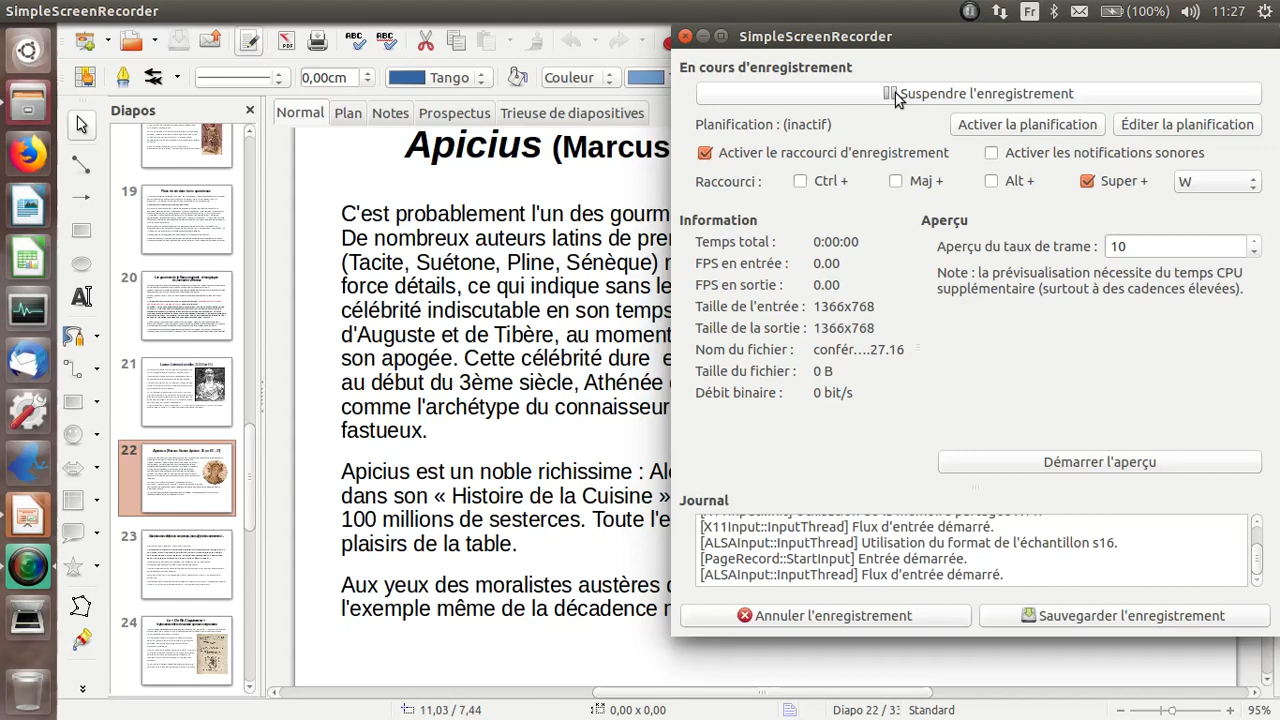 SimpleScreenRecorder
Fr
(100%)
11:27
SimpleScreenRecorder
0,00cm
Tango
Couleur
En cours d'enregistrement
Suspendre l'enregistrement
Diapos
Normal
Plan
Notes
Prospectus
Trieuse de diapositives
Planification : (inactif)
Activer la planification
Éditer la planification
Apicius (Marcus
Activer le raccourci d'enregistrement
Activer les notifications sonores
Raccourci :
Ctrl +
Maj +
Alt +
Super +
W
19
20
21
22
23
24
C'est probablement l'un des gourm
De nombreux auteurs latins de prem
(Tacite, Suétone, Pline, Sénèque) r
force détails, ce qui indique sans le
célébrité indiscutable en son temps
d'Auguste et de Tibère, au moment
son apogée. Cette célébrité dure e
au début du 3ème siècle, Athénée
comme l'archétype du connaisseur
fastueux.
Apicius est un noble richissime : Al
dans son « Histoire de la Cuisine »
100 millions de sesterces. Toute l'e
plaisirs de la table.
Aux yeux des moralistes austères
l'exemple même de la décadence
Information
Temps total : 0:00:00
FPS en entrée : 0.00
FPS en sortie : 0.00
Taille de l'entrée : 1366x768
Taille de la sortie : 1366x768
Nom du fichier : confér....27.16
Taille du fichier : 0 B
Débit binaire : 0 bit/s
Aperçu
Aperçu du taux de trame : 10
Note : la prévisualisation nécessite du temps CPU
supplémentaire (surtout à des cadences élevées).
Démarrer l'aperçu
Journal
[X11Input::InputThread] Flux d'entrée démarré.
[ALSAInput::InputThread] Utilisation du format de l'échantillon s16.
[PageRecord::StartInput] Entrée démarrée.
[ALSAInput::InputThread] Flux d'entrée démarré.
Annuler l'enregistrement
Sauvegarder l'enregistrement
11,03 / 7,44
0,00 x 0,00
Diapo 22 / 33
Standard
95%